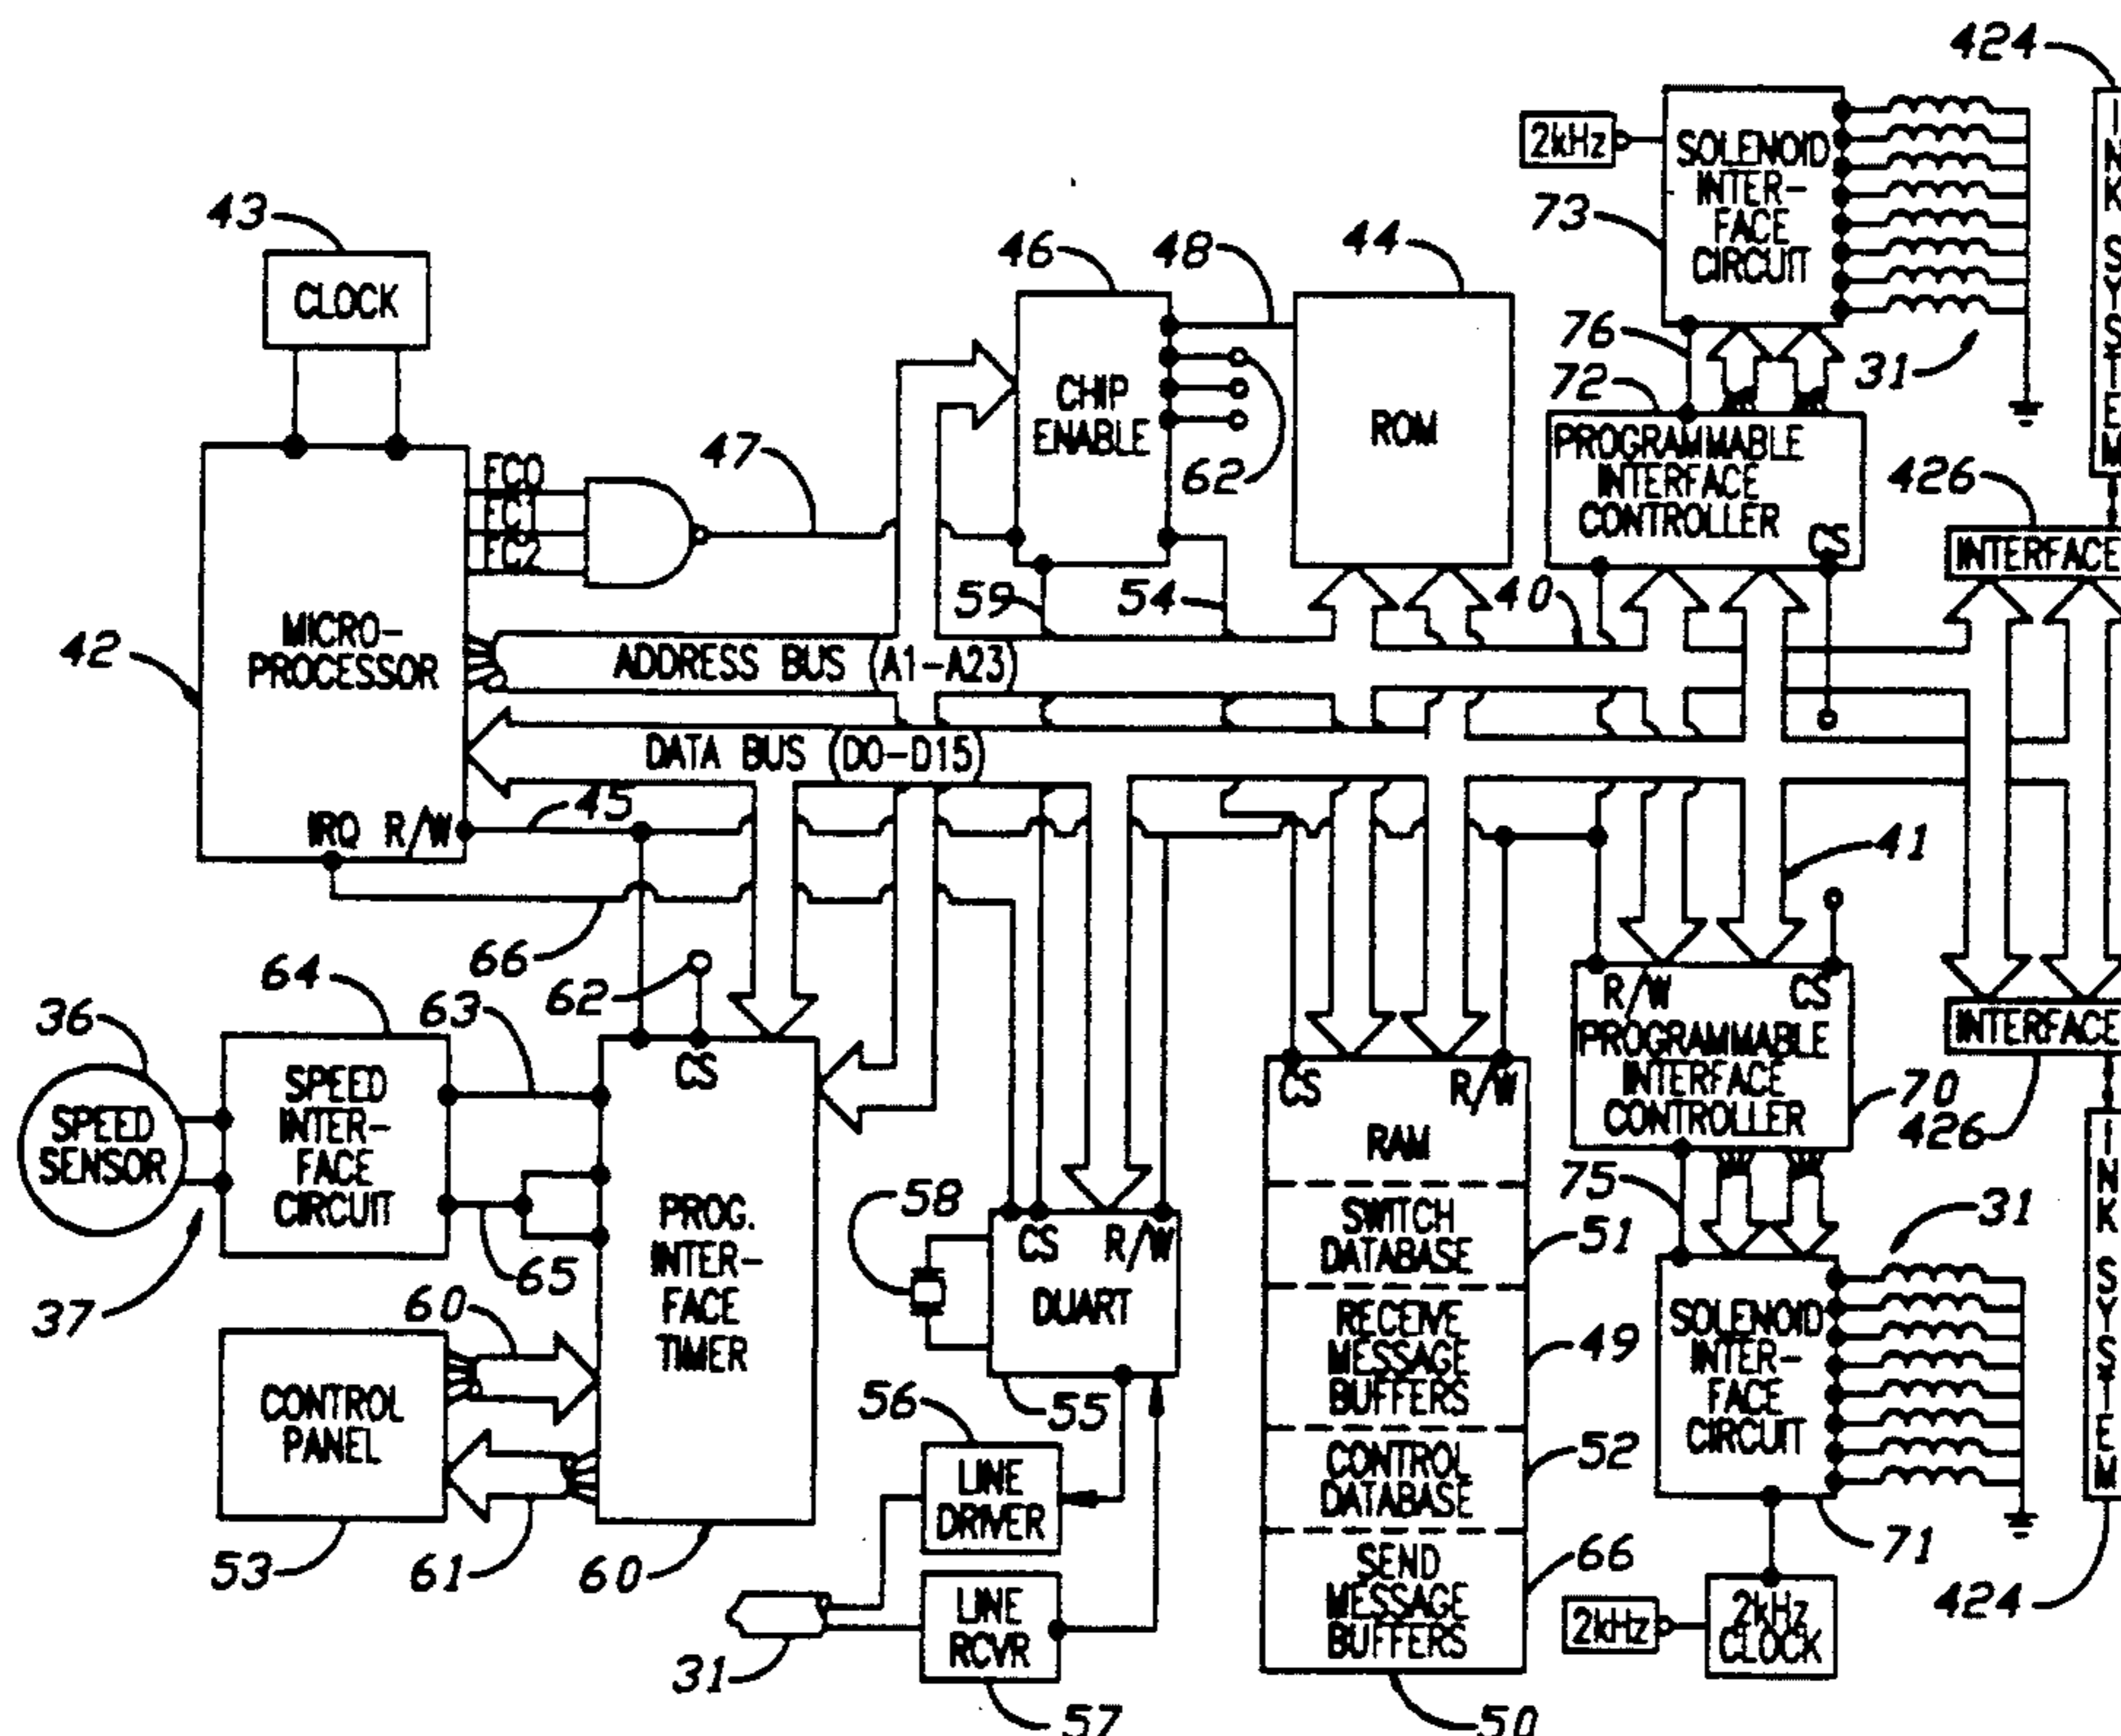 424
2kHz
SOLENOID
INTER-
FACE
CIRCUIT
73
INK SYSTEM
43
CLOCK
46
48
44
76
72
31
CHIP
ENABLE
62
ROM
PROGRAMMABLE
INTERFACE
CONTROLLER
CS
426
INTERFACE
FC0
FC1
FC2
47
59
54
40
42
MICRO-
PROCESSOR
ADDRESS BUS (A1-A23)
DATA BUS (D0-D15)
IRQ R/W
45
41
66
62
64
63
36
SPEED
SENSOR
SPEED
INTER-
FACE
CIRCUIT
37
65
CS
PROG.
INTER-
FACE
TIMER
60
CONTROL
PANEL
53
61
60
58
CS R/W
DUART
55
56
LINE
DRIVER
LINE
RCVR
31
57
CS R/W
RAM
SWITCH
DATABASE
51
RECEIVE
MESSAGE
BUFFERS
49
CONTROL
DATABASE
52
SEND
MESSAGE
BUFFERS
66
50
R/W CS
PROGRAMMABLE
INTERFACE
CONTROLLER
70
INTERFACE
426
75
31
SOLENOID
INTER-
FACE
CIRCUIT
71
2kHz
2kHz
CLOCK
INK SYSTEM
424